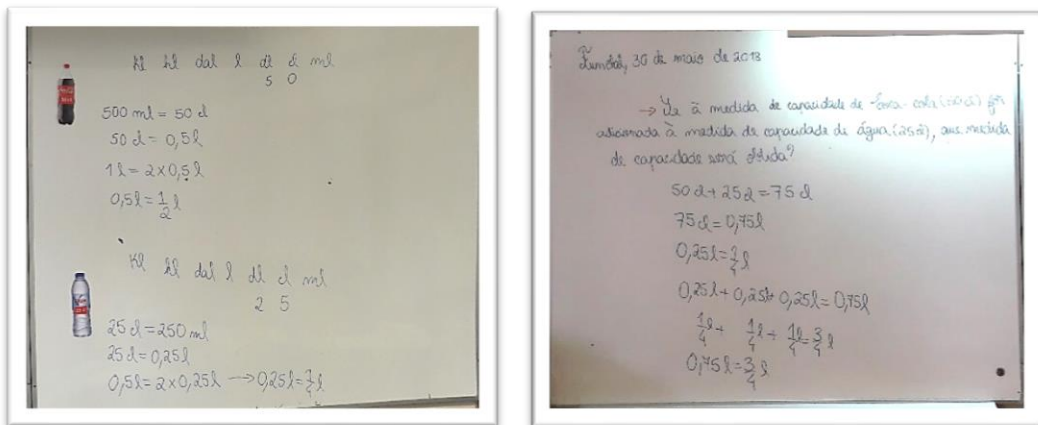 kl hl dal l dl cl ml
5 0
500 ml = 50 cl
50 cl = 0,5 l
1 l = 2 x 0,5 l
0,5 l = 1/2 l
kl hl dal l dl cl ml
2 5
25 cl = 250 ml
25 cl = 0,25 l
0,5 l = 2 x 0,25 l → 0,25 l = 1/4 l
Funchal, 30 de maio de 2013
→ Se à medida de capacidade de Coca-cola (50 cl) for
adicionada à medida de capacidade de água (25 cl), que medida
de capacidade será obtida?
50 cl + 25 cl = 75 cl
75 cl = 0,75 l
0,25 l = 1/4 l
0,25 l + 0,25 l + 0,25 l = 0,75 l
1/4 l + 1/4 l + 1/4 l = 3/4 l
0,75 l = 3/4 l